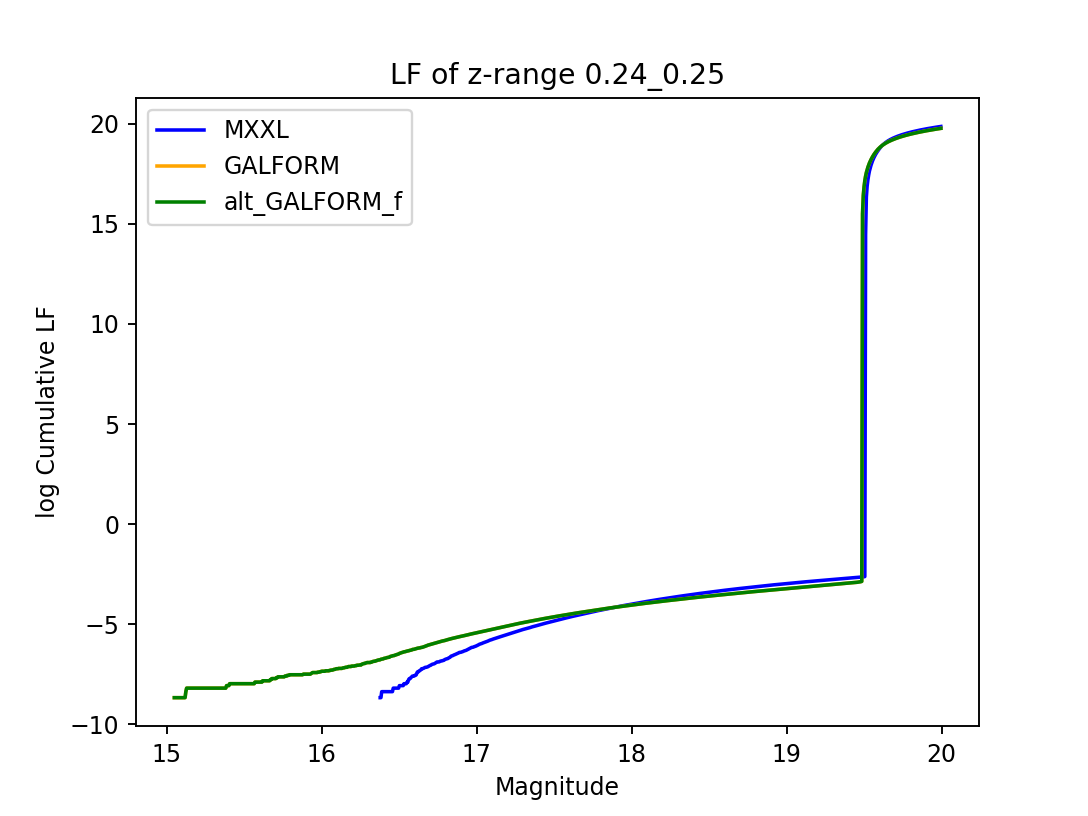 LF of z-range 0.24_0.25
MXXL
GALFORM
alt_GALFORM_f
log Cumulative LF
20
15
10
5
0
−5
−10
15 16 17 18 19 20
Magnitude